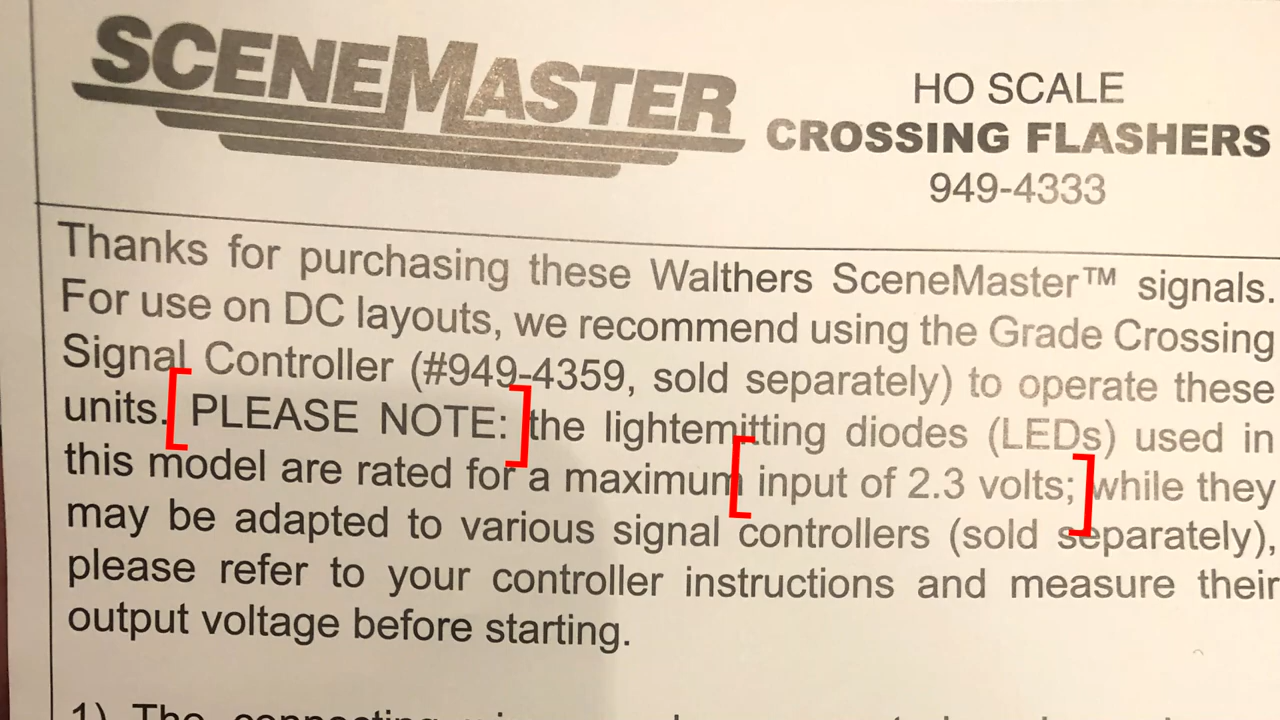 SCENEMASTER
HO SCALE
CROSSING FLASHERS
949-4333
Thanks for purchasing these Walthers SceneMaster™ signals.
For use on DC layouts, we recommend using the Grade Crossing
Signal Controller (#949-4359, sold separately) to operate these
units. [PLEASE NOTE:] the lightemitting diodes (LEDs) used in
this model are rated for a maximum [input of 2.3 volts;] while they
may be adapted to various signal controllers (sold separately),
please refer to your controller instructions and measure their
output voltage before starting.
1) The connecting